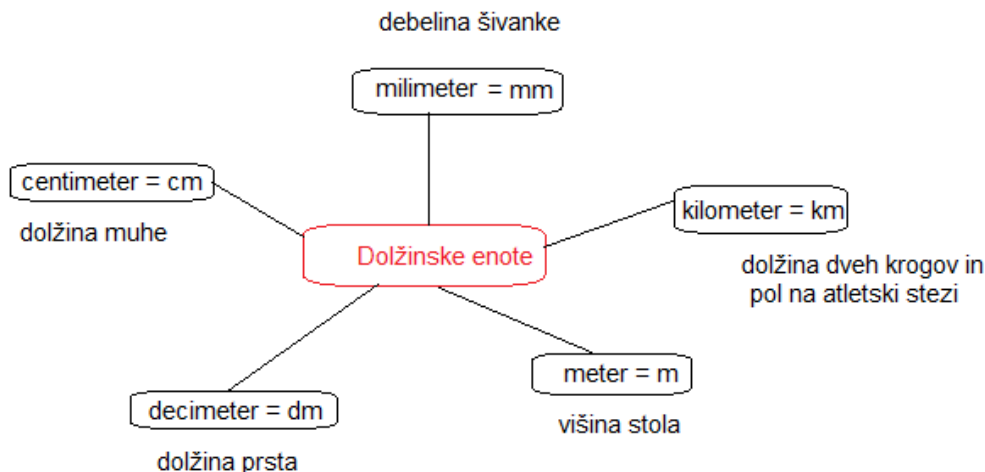 debelina šivanke
milimeter = mm
centimeter = cm
dolžina muhe
kilometer = km
dolžina dveh krogov in
pol na atletski stezi
Dolžinske enote
meter = m
višina stola
decimeter = dm
dolžina prsta